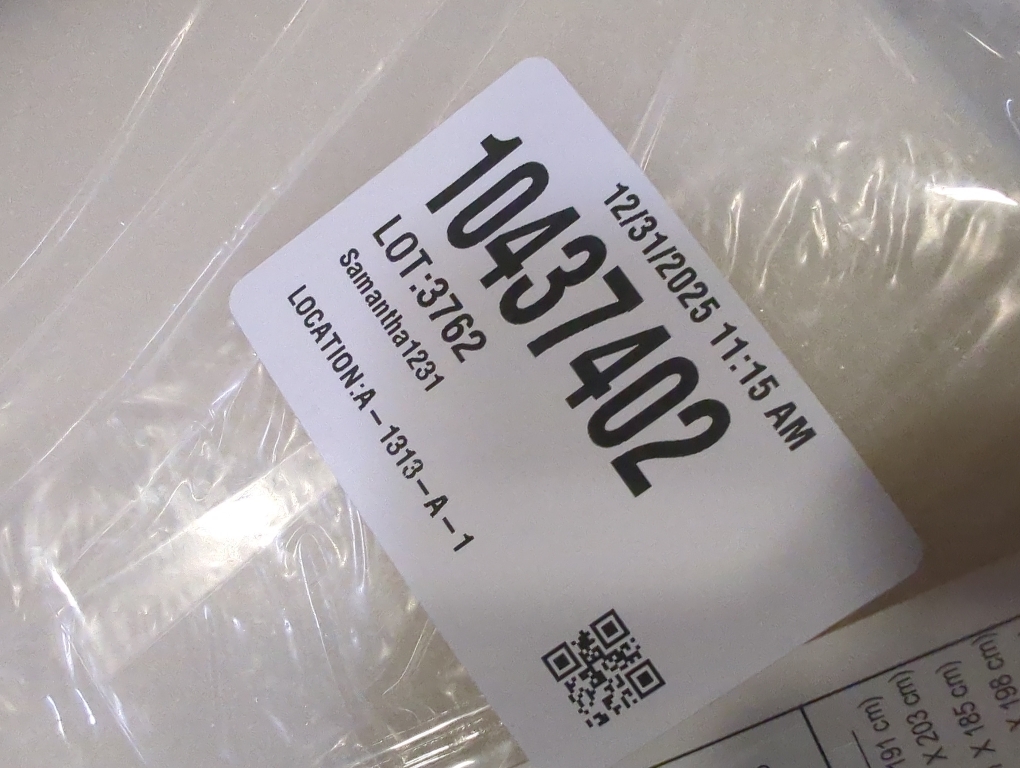 12/31/2025 11:15 AM
10437402
LOT:3762
Samantha1231
LOCATION:A-1313-A-1
191 cm)
X 203 cm)
X 185 cm)
X 198 cm)